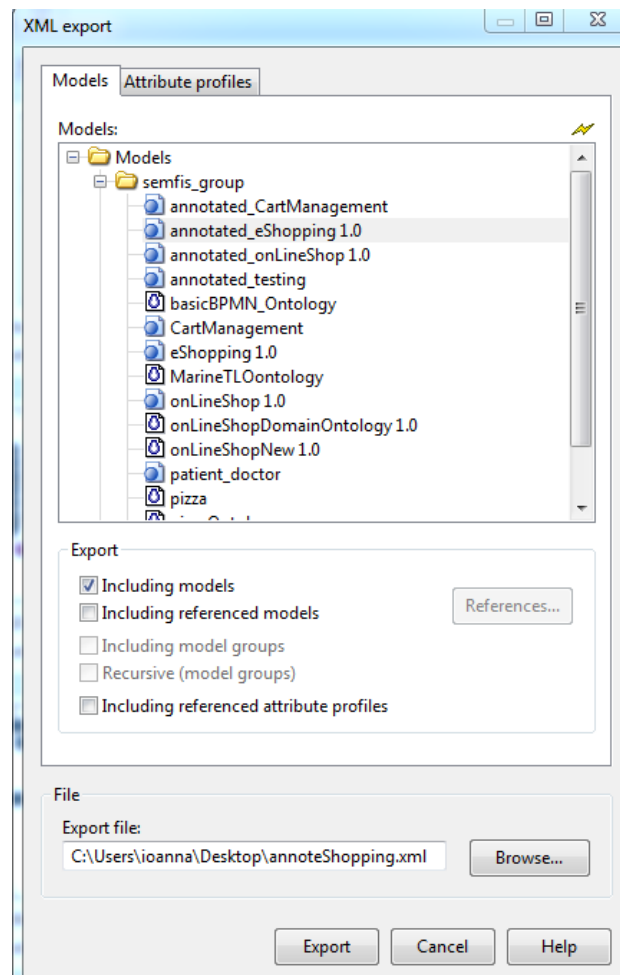 XML export
Models
Attribute profiles
Models:
Models
semfis_group
annotated_CartManagement
annotated_eShopping 1.0
annotated_onLineShop 1.0
annotated_testing
basicBPMN_Ontology
CartManagement
eShopping 1.0
MarineTLOontology
onLineShop 1.0
onLineShopDomainOntology 1.0
onLineShopNew 1.0
patient_doctor
pizza
Export
Including models
Including referenced models
References...
Including model groups
Recursive (model groups)
Including referenced attribute profiles
File
Export file:
C:\Users\ioanna\Desktop\annoteShopping.xml
Browse...
Export
Cancel
Help